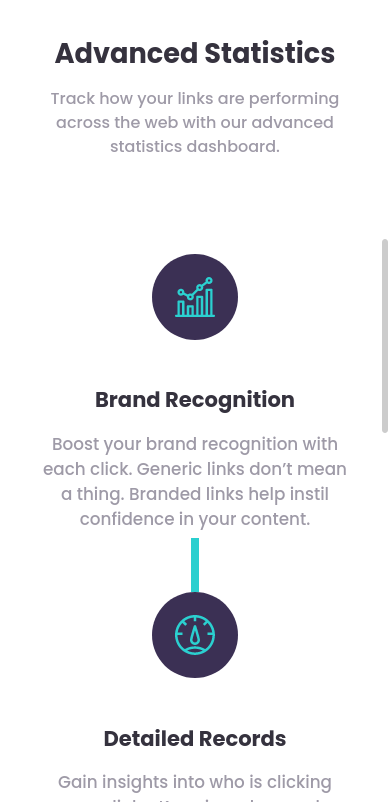 Advanced Statistics
Track how your links are performing
across the web with our advanced
statistics dashboard.
Brand Recognition
Boost your brand recognition with
each click. Generic links don’t mean
a thing. Branded links help instil
confidence in your content.
Detailed Records
Gain insights into who is clicking